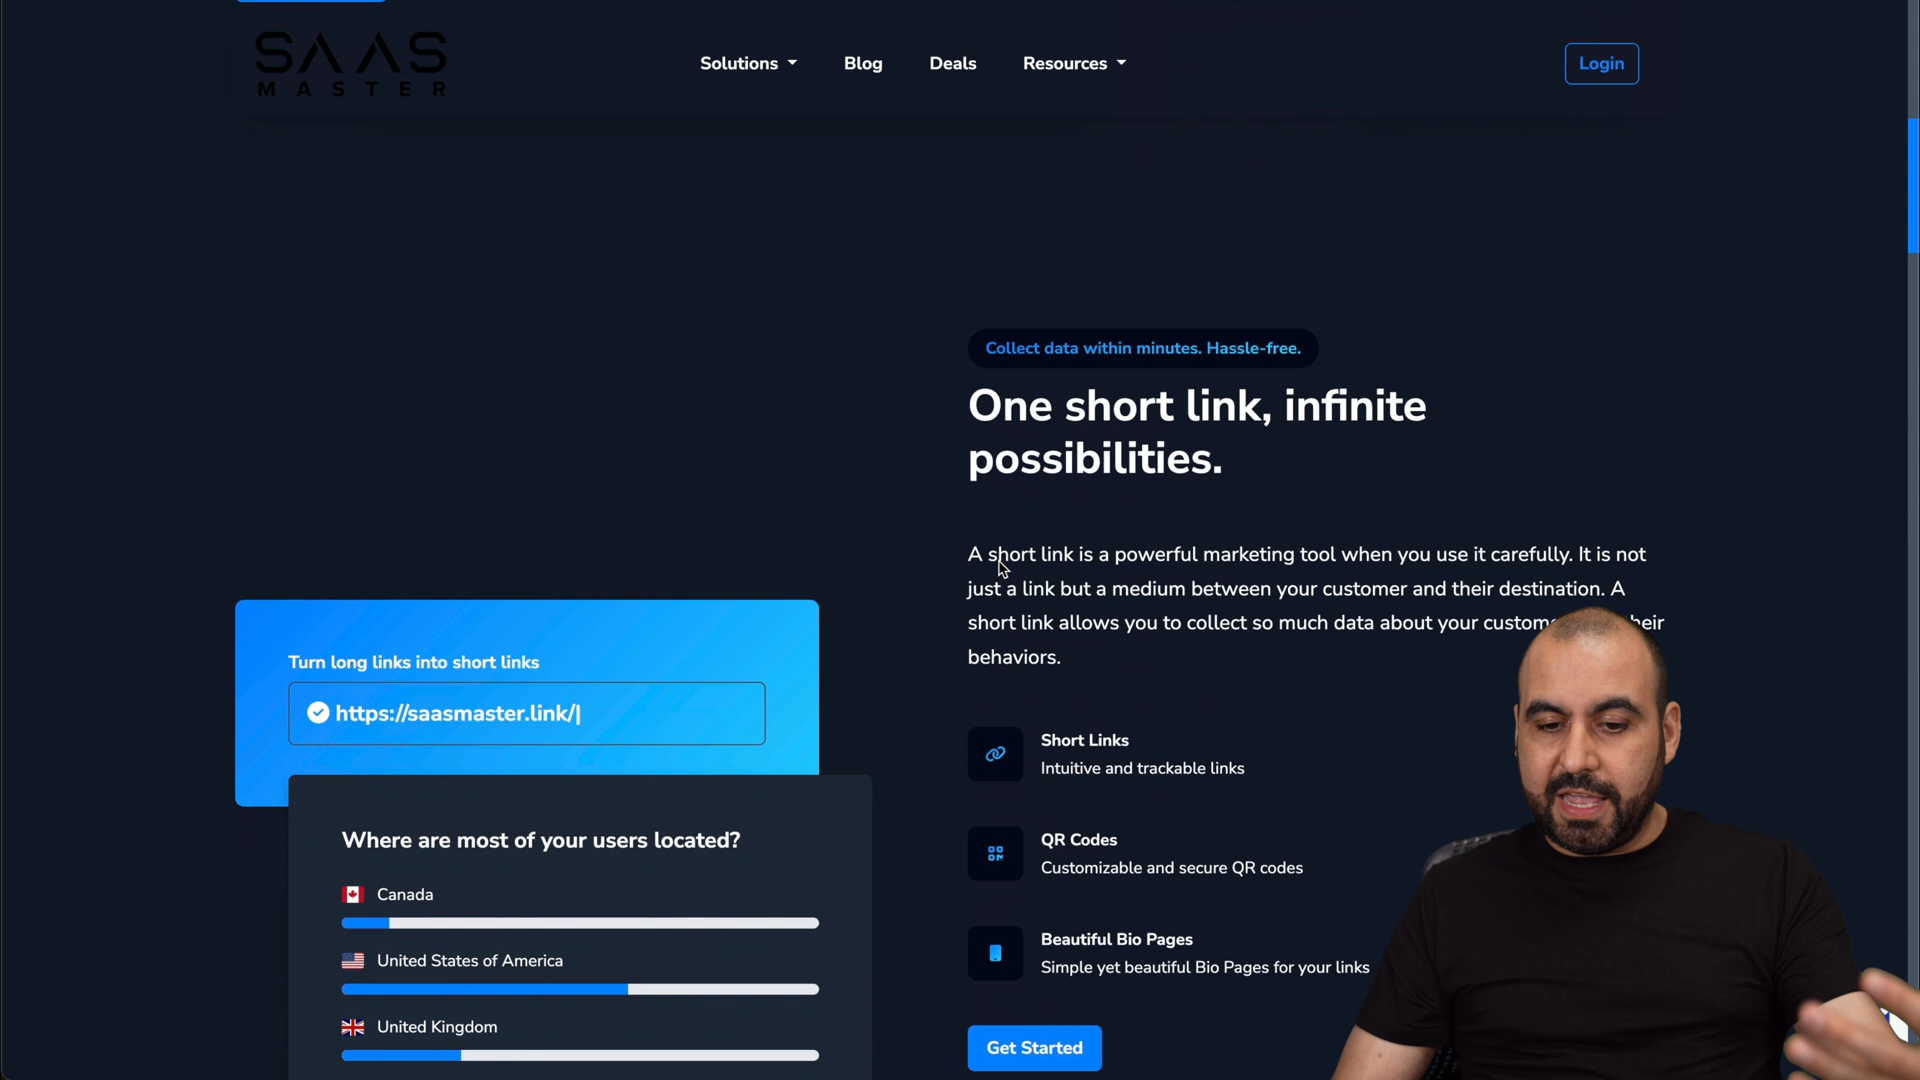 SAAS
MASTER
Solutions
Blog
Deals
Resources
Login
Collect data within minutes. Hassle-free.
One short link, infinite
possibilities.
A short link is a powerful marketing tool when you use it carefully. It is not
just a link but a medium between your customer and their destination. A
short link allows you to collect so much data about your
behaviors.
Turn long links into short links
https://saasmaster.link/|
Where are most of your users located?
Canada
United States of America
United Kingdom
Short Links
Intuitive and trackable links
QR Codes
Customizable and secure QR codes
Beautiful Bio Pages
Simple yet beautiful Bio Pages for your links
Get Started